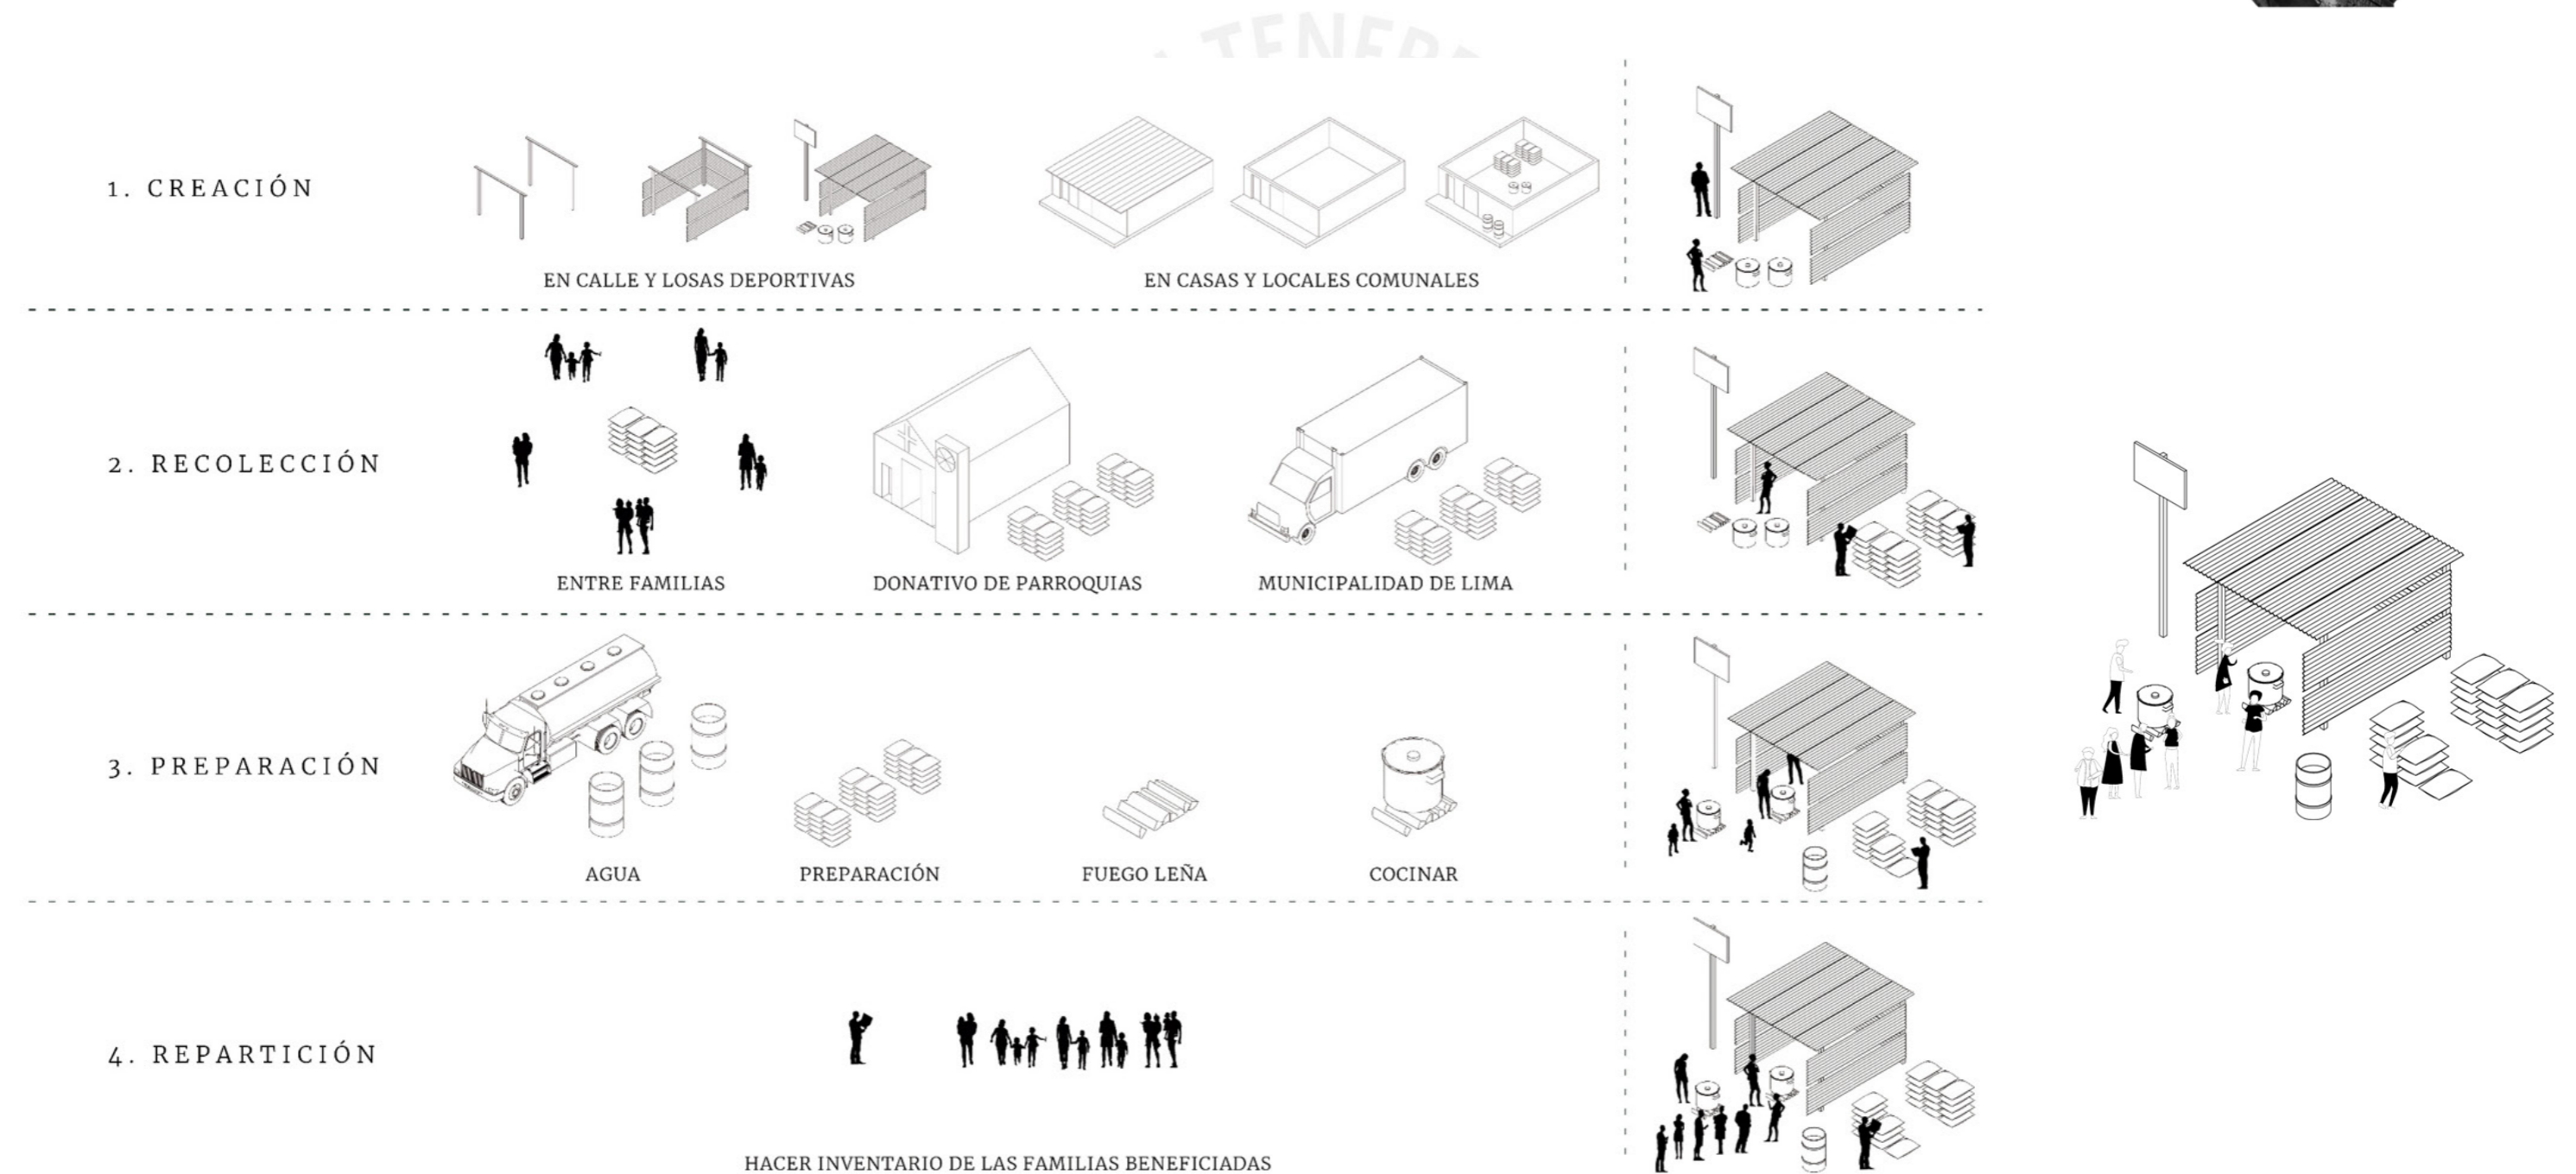 TENEB
1. CREACIÓN
EN CALLE Y LOSAS DEPORTIVAS
EN CASAS Y LOCALES COMUNALES
2. RECOLECCIÓN
ENTRE FAMILIAS
DONATIVO DE PARROQUIAS
MUNICIPALIDAD DE LIMA
3. PREPARACIÓN
AGUA
PREPARACIÓN
FUEGO LEÑA
COCINAR
4. REPARTICIÓN
HACER INVENTARIO DE LAS FAMILIAS BENEFICIADAS